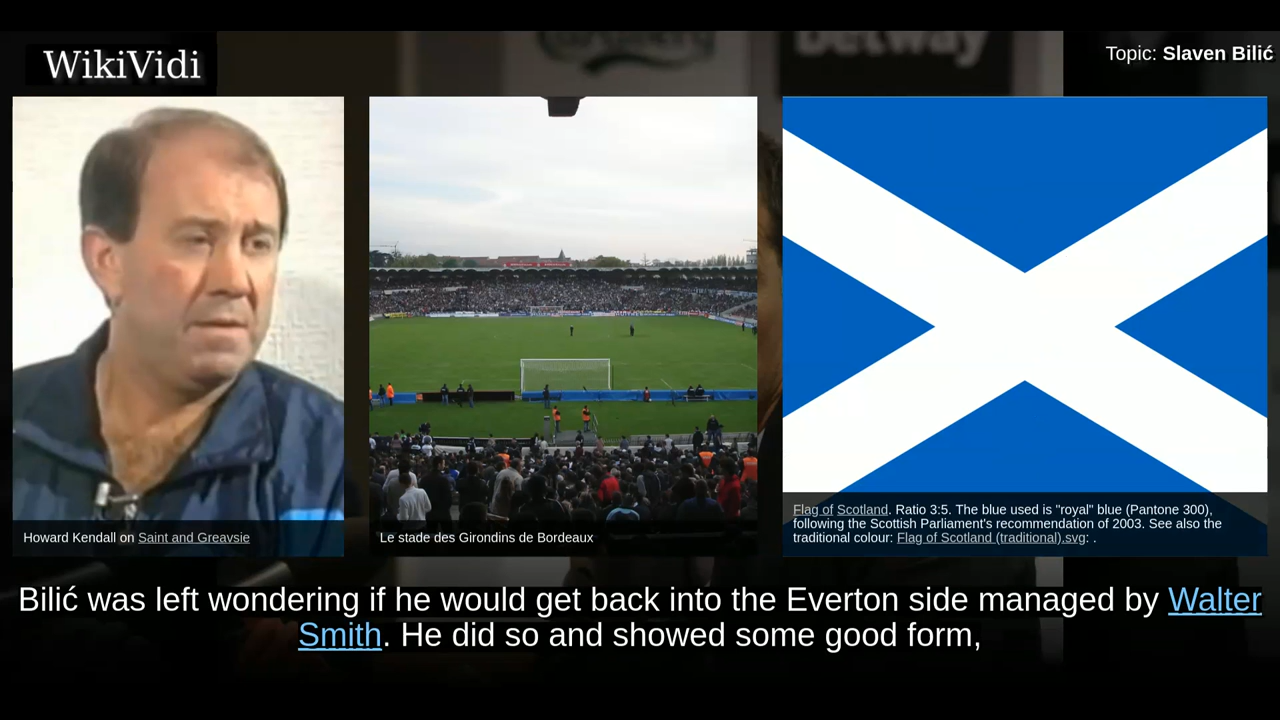 WikiVidi
Topic: Slaven Bilić
betway
Howard Kendall on Saint and Greavsie
Le stade des Girondins de Bordeaux
Flag of Scotland. Ratio 3:5. The blue used is "royal" blue (Pantone 300),
following the Scottish Parliament's recommendation of 2003. See also the
traditional colour: Flag of Scotland (traditional).svg: .
Bilić was left wondering if he would get back into the Everton side managed by Walter
Smith. He did so and showed some good form,